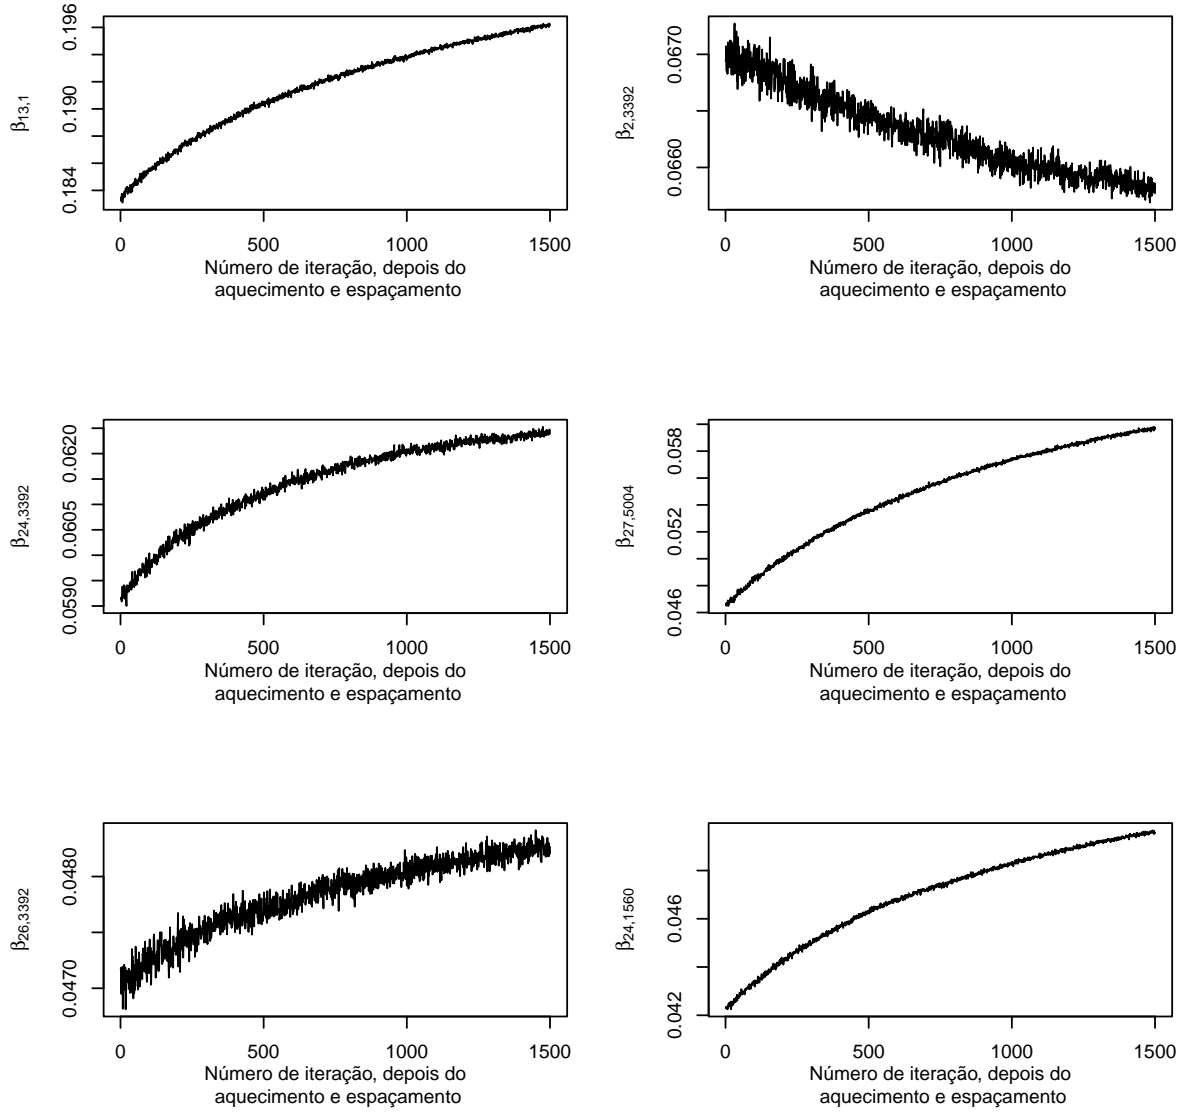 β13,1
0.184 0.190 0.196
0 500 1000 1500
Número de iteração, depois do
aquecimento e espaçamento
β2,3392
0.0660 0.0670
0 500 1000 1500
Número de iteração, depois do
aquecimento e espaçamento
β24,3392
0.0590 0.0605 0.0620
0 500 1000 1500
Número de iteração, depois do
aquecimento e espaçamento
β27,5004
0.046 0.052 0.058
0 500 1000 1500
Número de iteração, depois do
aquecimento e espaçamento
β26,3392
0.0470 0.0480
0 500 1000 1500
Número de iteração, depois do
aquecimento e espaçamento
β24,1560
0.042 0.046
0 500 1000 1500
Número de iteração, depois do
aquecimento e espaçamento